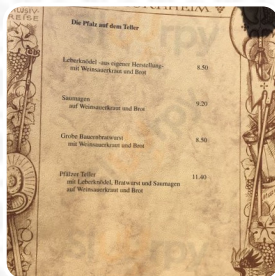 Die Pfalz auf dem Teller
Leberknödel -aus eigener Herstellung-
mit Weinsauerkraut und Brot
8.50
Saumagen
auf Weinsauerkraut und Brot
9.20
Grobe Bauernbratwurst
mit Weinsauerkraut und Brot
8.50
Pfälzer Teller
mit Leberknödel, Bratwurst und Saumagen
auf Weinsauerkraut und Brot
11.40